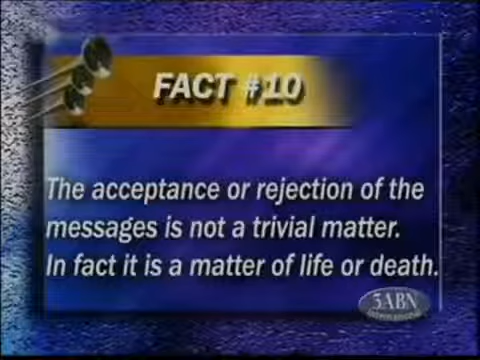 FACT #10
The acceptance or rejection of the
messages is not a trivial matter.
In fact it is a matter of life or death.
3ABN
International